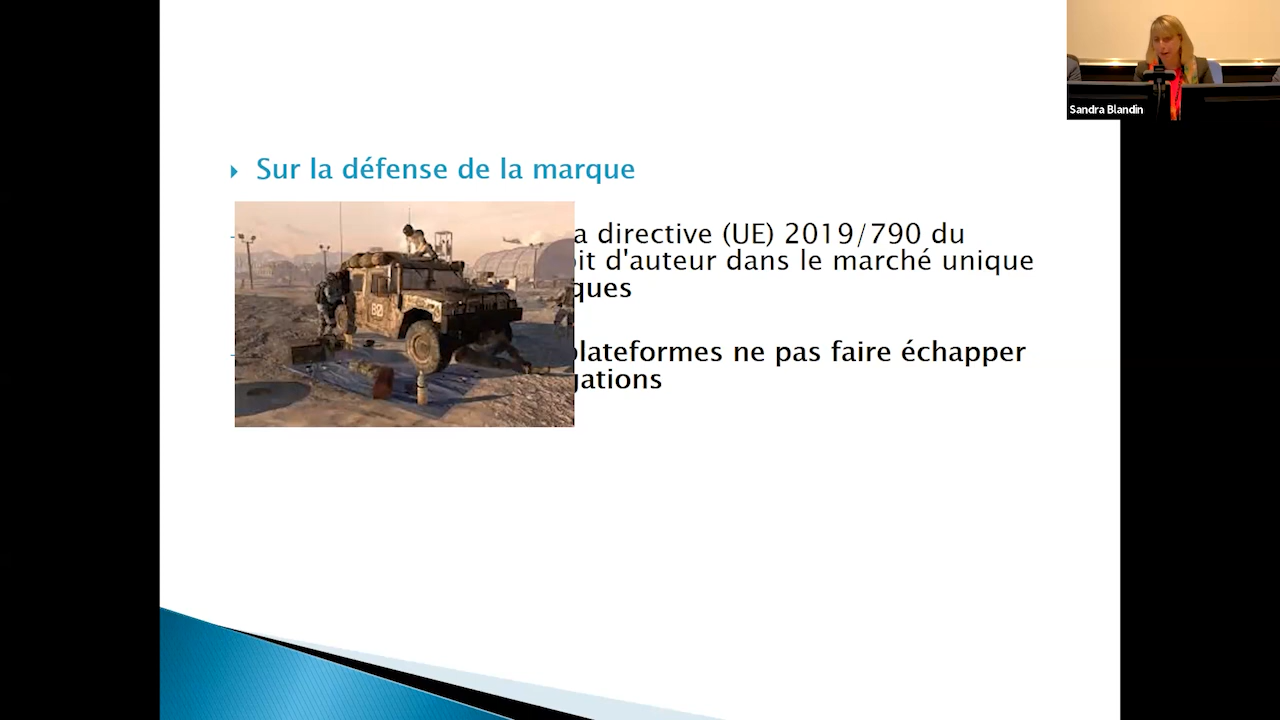 Sandra Blandin
Sur la défense de la marque
a directive (UE) 2019/790 du
it d'auteur dans le marché unique
ques
lateformes ne pas faire échapper
gations